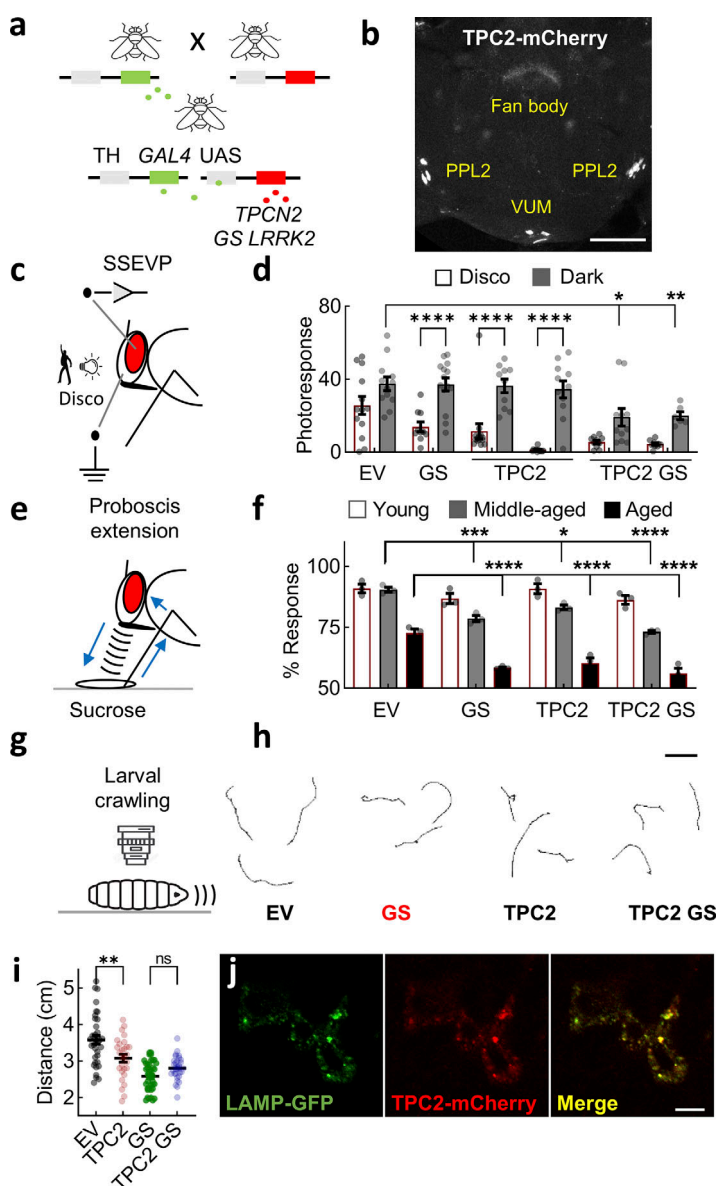 a
X
TH GAL4 UAS
TPCN2
GS LRRK2
b
TPC2-mCherry
Fan body
PPL2 PPL2
VUM
c
SSEVP
Disco
d
Disco Dark
* **
**** **** ****
Photoresponse
80
40
0
EV GS TPC2 TPC2 GS
e
Proboscis
extension
Sucrose
f
Young Middle-aged Aged
*** * ****
**** **** ****
% Response
100
75
50
EV GS TPC2 TPC2 GS
g
Larval
crawling
h
EV GS TPC2 TPC2 GS
i
** ns
Distance (cm)
5
4
3
2
EV
TPC2
GS
TPC2 GS
j
LAMP-GFP TPC2-mCherry Merge